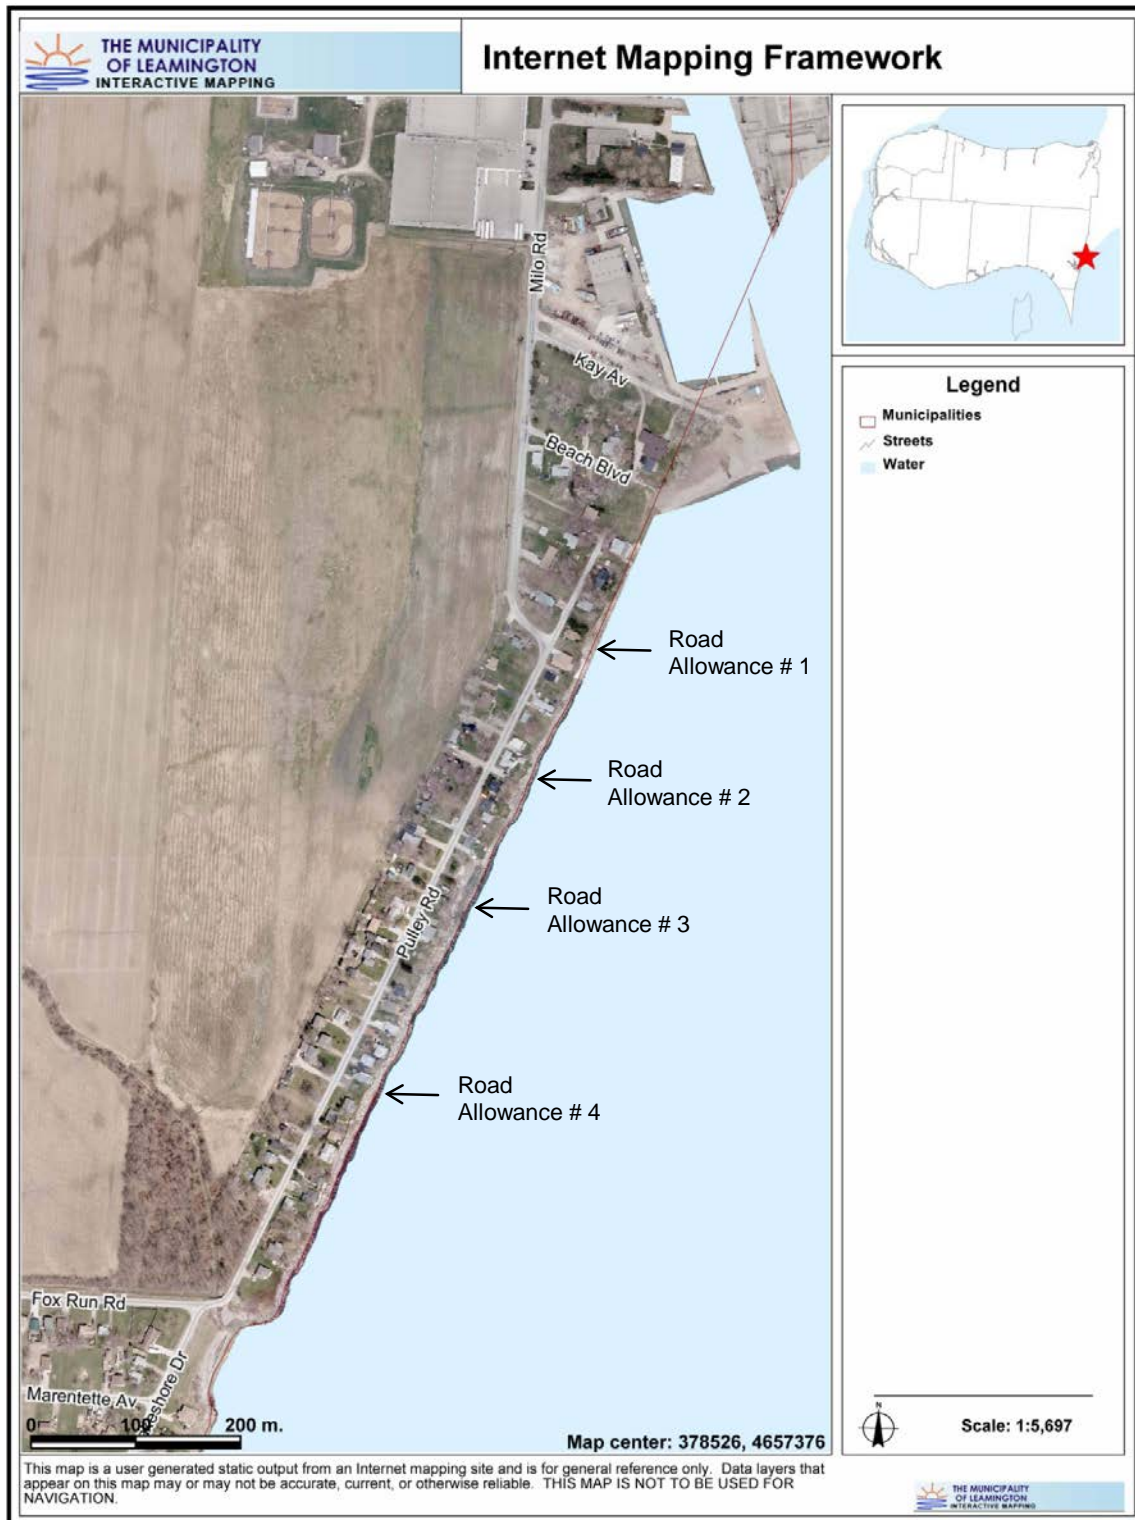 THE MUNICIPALITY
OF LEAMINGTON
INTERACTIVE MAPPING
Internet Mapping Framework
Milo Rd
Kay Av
Beach Blvd
Road
Allowance # 1
Road
Allowance # 2
Road
Allowance # 3
Pulley Rd
Road
Allowance # 4
Fox Run Rd
Marentette Av
eshore Dr
0
100
200 m.
Map center: 378526, 4657376
Legend
Municipalities
Streets
Water
N
Scale: 1:5,697
This map is a user generated static output from an Internet mapping site and is for general reference only. Data layers that
appear on this map may or may not be accurate, current, or otherwise reliable. THIS MAP IS NOT TO BE USED FOR
NAVIGATION.
THE MUNICIPALITY
OF LEAMINGTON
INTERACTIVE MAPPING